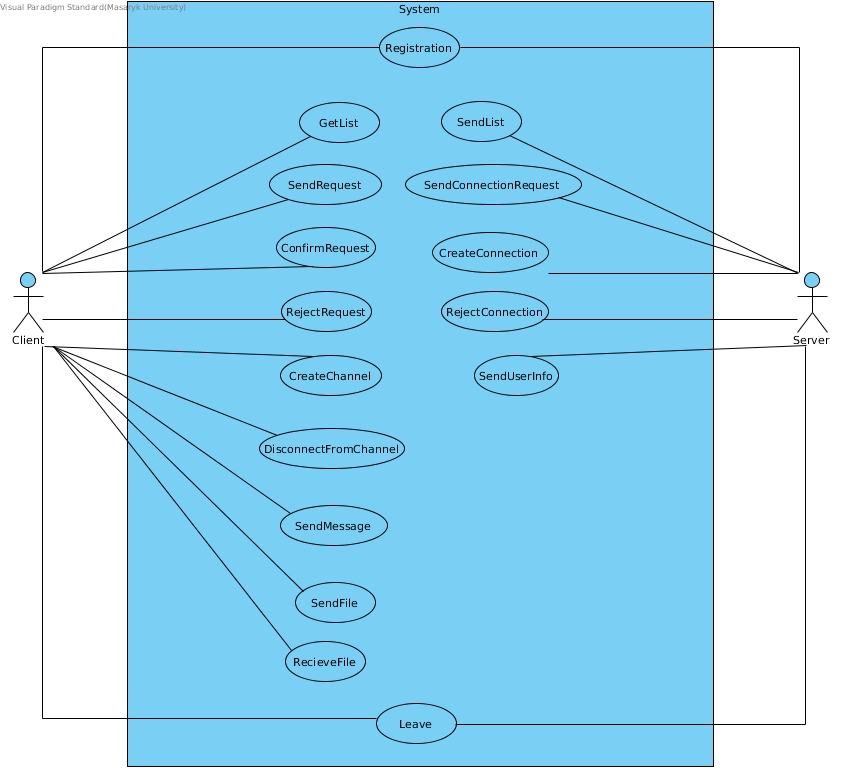 Visual Paradigm Standard(Masaryk University)
System
Registration
GetList
SendList
SendRequest
SendConnectionRequest
ConfirmRequest
CreateConnection
RejectRequest
RejectConnection
Client
Server
CreateChannel
SendUserInfo
DisconnectFromChannel
SendMessage
SendFile
RecieveFile
Leave